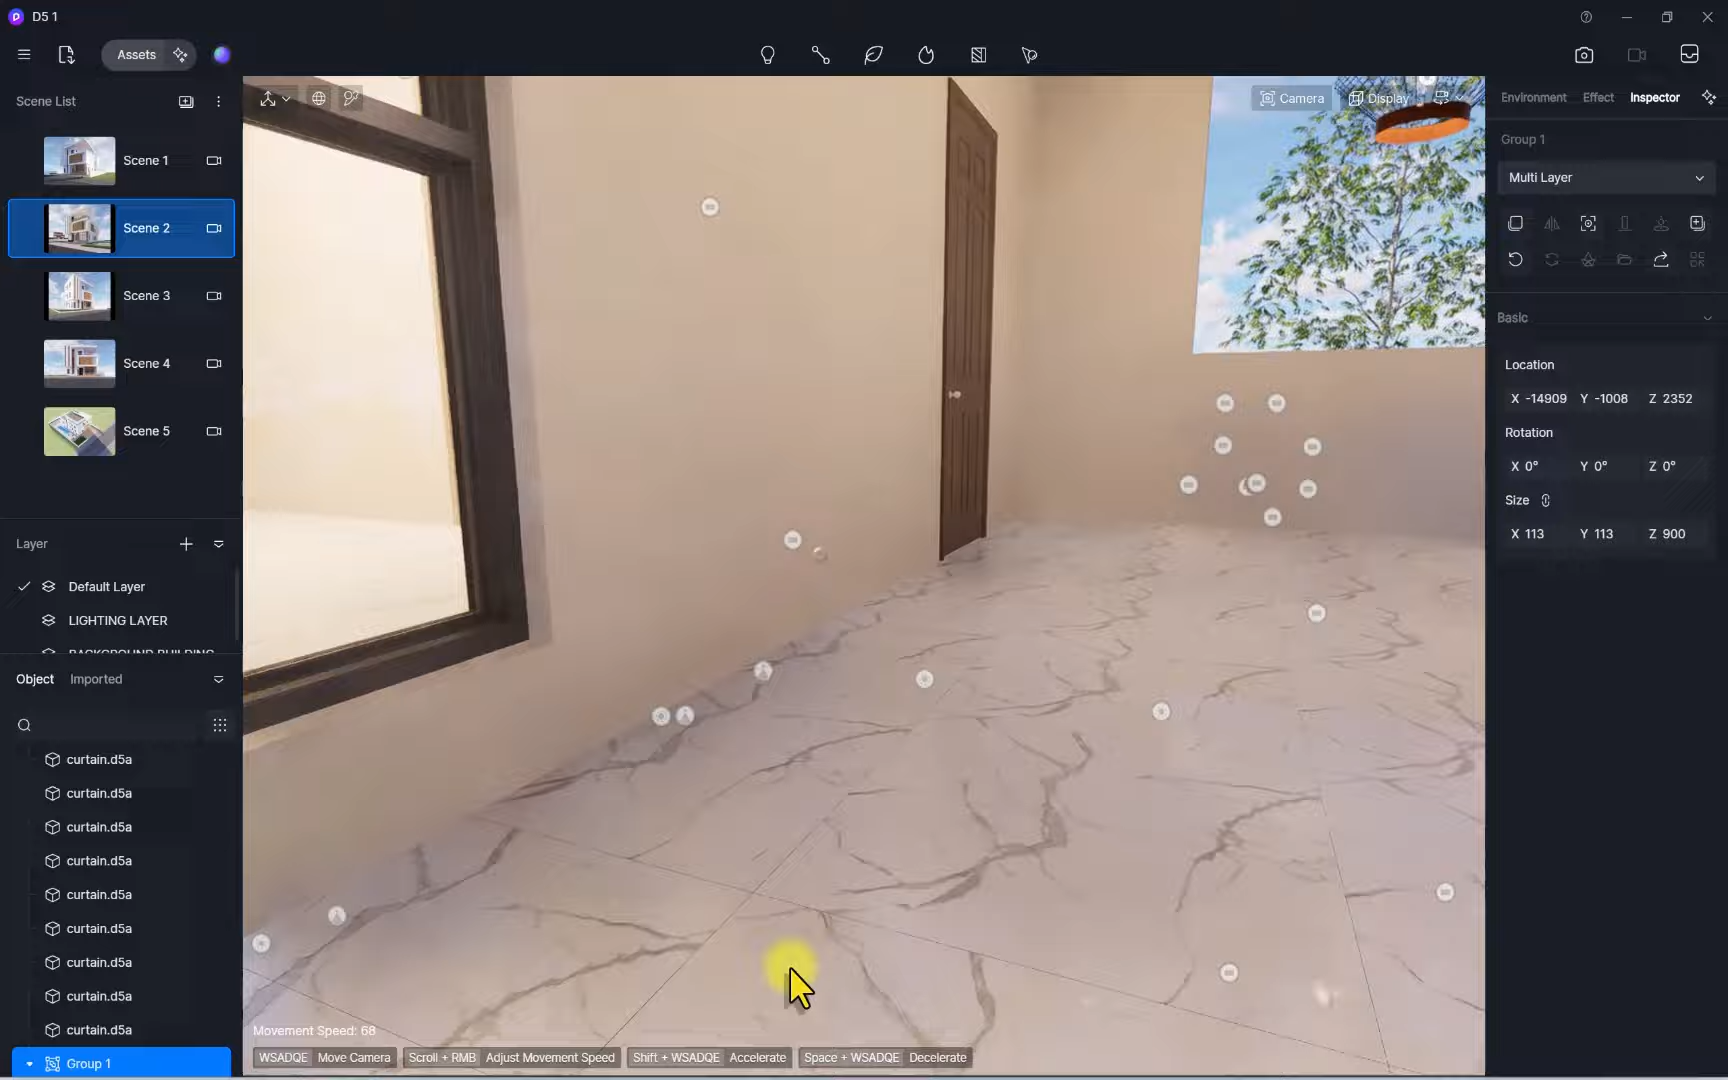 D5 1
Assets
Scene List
Scene 1
Scene 2
Scene 3
Scene 4
Scene 5
Layer
Default Layer
LIGHTING LAYER
BACKGROUND BUILDING
Object Imported
curtain.d5a
curtain.d5a
curtain.d5a
curtain.d5a
curtain.d5a
curtain.d5a
curtain.d5a
curtain.d5a
curtain.d5a
Group 1
Camera Display
Movement Speed: 68
WSADQE Move Camera Scroll + RMB Adjust Movement Speed Shift + WSADQE Accelerate Space + WSADQE Decelerate
Environment Effect Inspector
Group 1
Multi Layer
Basic
Location
X -14909 Y -1008 Z 2352
Rotation
X 0° Y 0° Z 0°
Size
X 113 Y 113 Z 900